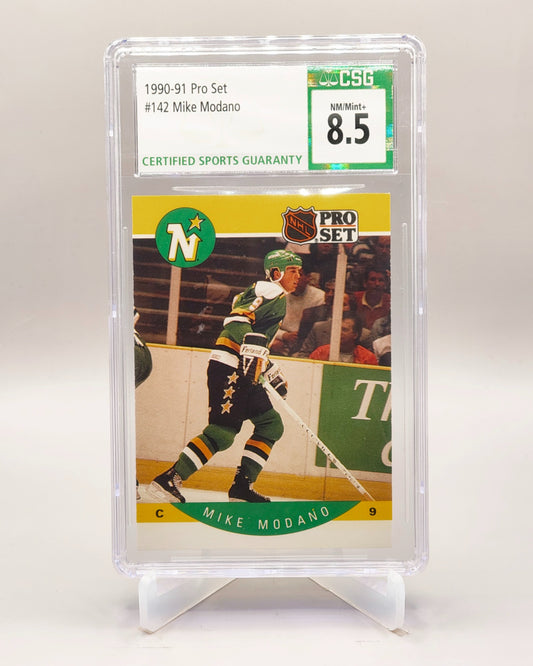 1990-91 Pro Set
#142 Mike Modano
CERTIFIED SPORTS GUARANTY
CSG
NM/Mint+
8.5
N
NHL
PRO
SET
9
C
MIKE MODANO
9